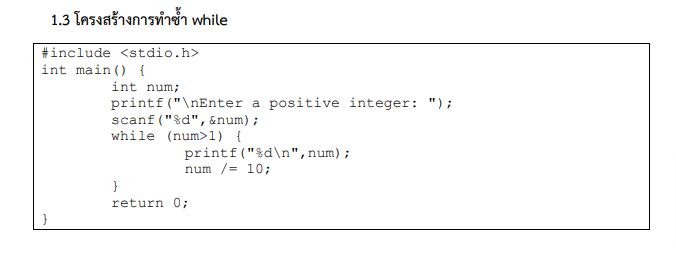 1.3 โครงสร้างการทำซ้ำ while
#include <stdio.h>
int main() {
int num;
printf("\nEnter a positive integer: ");
scanf("%d",&num);
while (num>1) {
printf("%d\n",num);
num /= 10;
}
return 0;
}